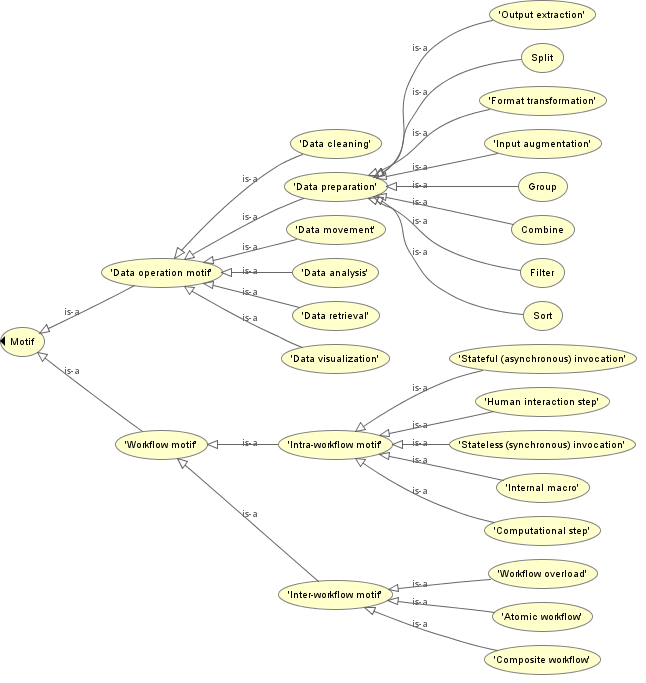 'Output extraction'
is-a
Split
is-a
'Format transformation'
is-a
'Data cleaning'
'Input augmentation'
is-a
is-a
'Data preparation'
is-a
Group
is-a
is-a
Combine
'Data movement'
is-a
is-a
'Data operation motif'
is-a
'Data analysis'
is-a
Filter
is-a
'Data retrieval'
Sort
is-a
is-a
Motif
'Data visualization'
'Stateful (asynchronous) invocation'
is-a
is-a
'Human interaction step'
is-a
'Workflow motif'
is-a
'Intra-workflow motif'
is-a
'Stateless (synchronous) invocation'
is-a
'Internal macro'
is-a
is-a
'Computational step'
'Workflow overload'
is-a
'Inter-workflow motif'
is-a
'Atomic workflow'
is-a
'Composite workflow'